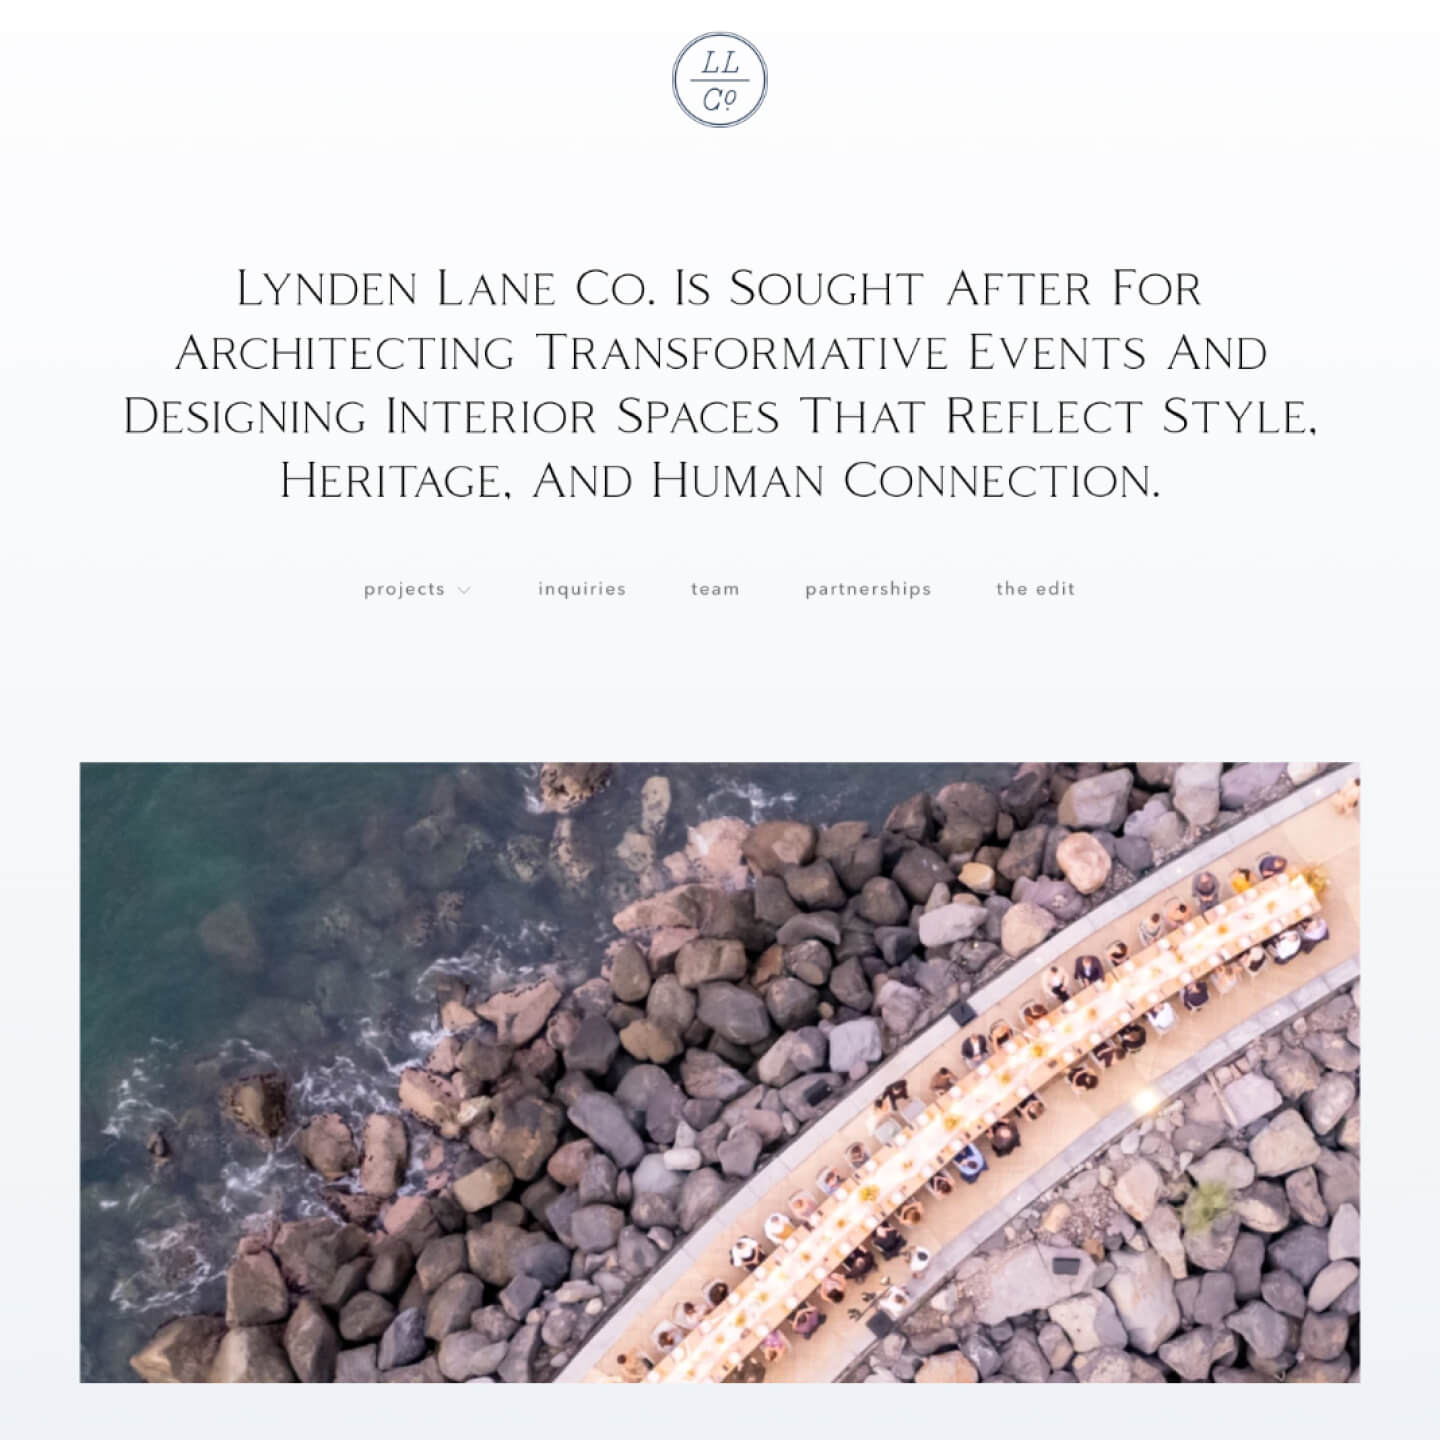 LL
Co.
Lynden Lane Co. Is Sought After For
Architecting Transformative Events And
Designing Interior Spaces That Reflect Style,
Heritage, And Human Connection.
projects inquiries team partnerships the edit